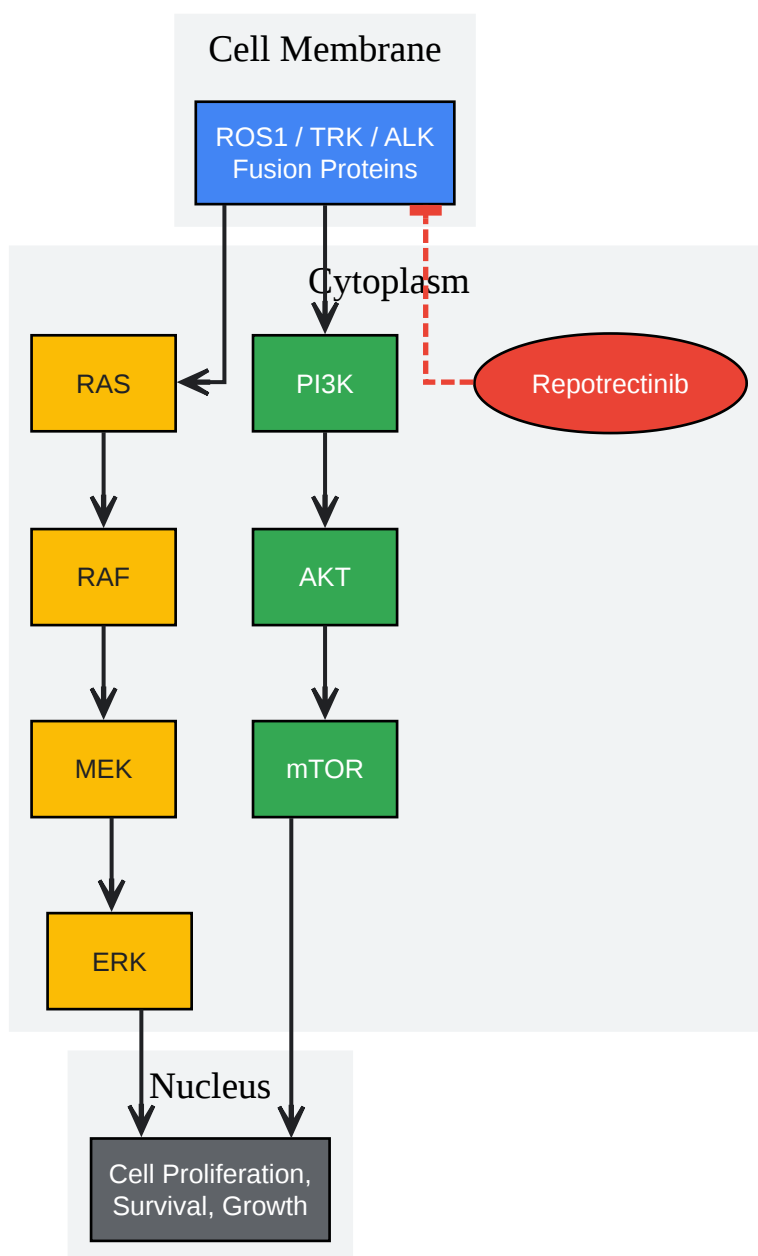 Cell Membrane
ROS1 / TRK / ALK
Fusion Proteins
Cytoplasm
RAS
PI3K
Repotrectinib
RAF
AKT
MEK
mTOR
ERK
Nucleus
Cell Proliferation,
Survival, Growth